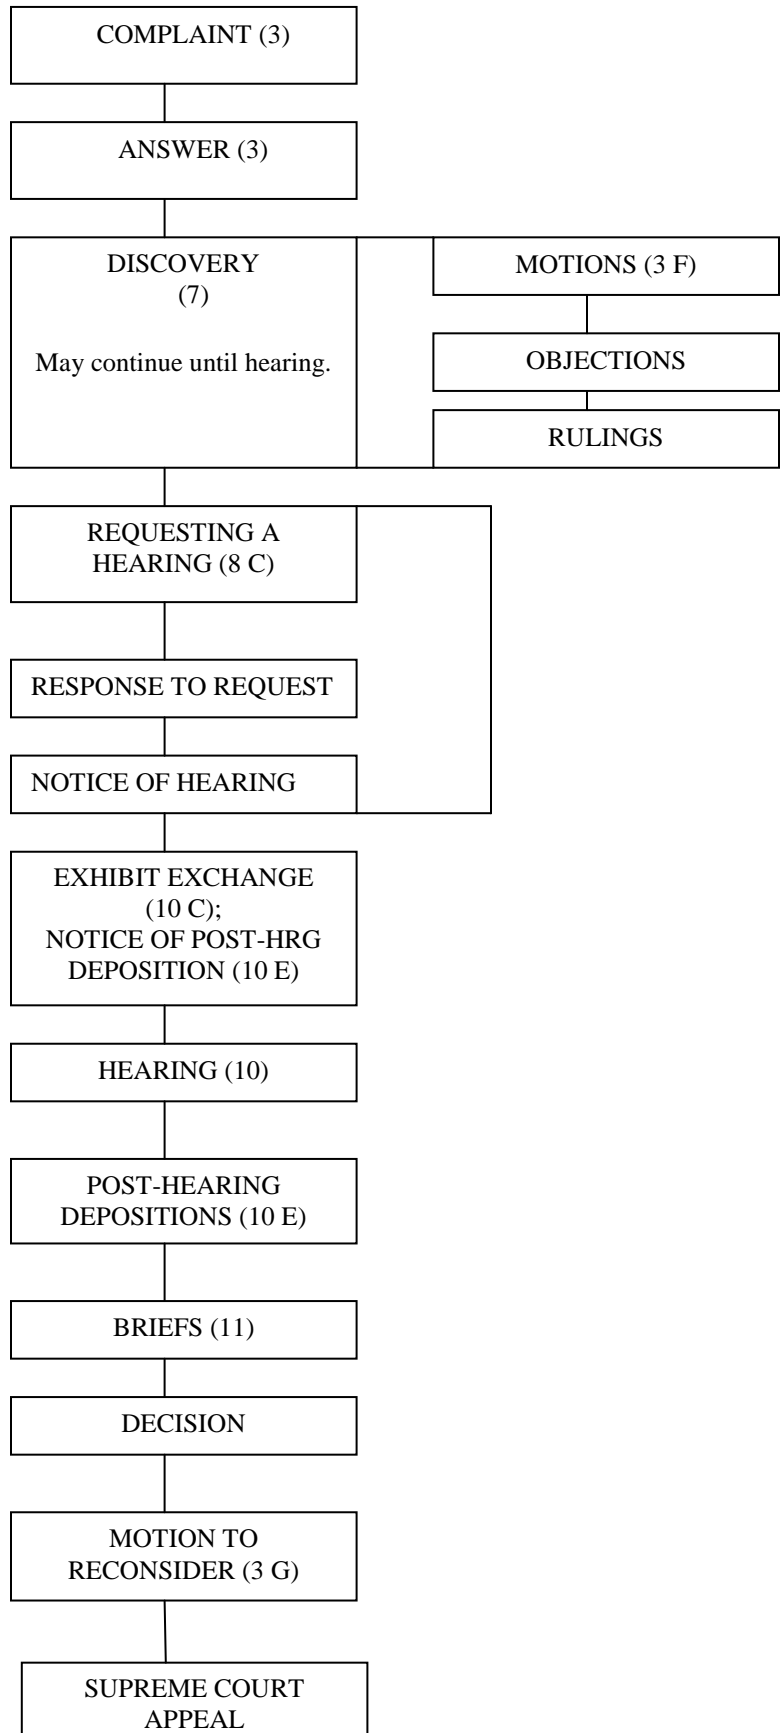 COMPLAINT (3)
ANSWER (3)
DISCOVERY
(7)
May continue until hearing.
MOTIONS (3 F)
OBJECTIONS
RULINGS
REQUESTING A
HEARING (8 C)
RESPONSE TO REQUEST
NOTICE OF HEARING
EXHIBIT EXCHANGE
(10 C);
NOTICE OF POST-HRG
DEPOSITION (10 E)
HEARING (10)
POST-HEARING
DEPOSITIONS (10 E)
BRIEFS (11)
DECISION
MOTION TO
RECONSIDER (3 G)
SUPREME COURT
APPEAL